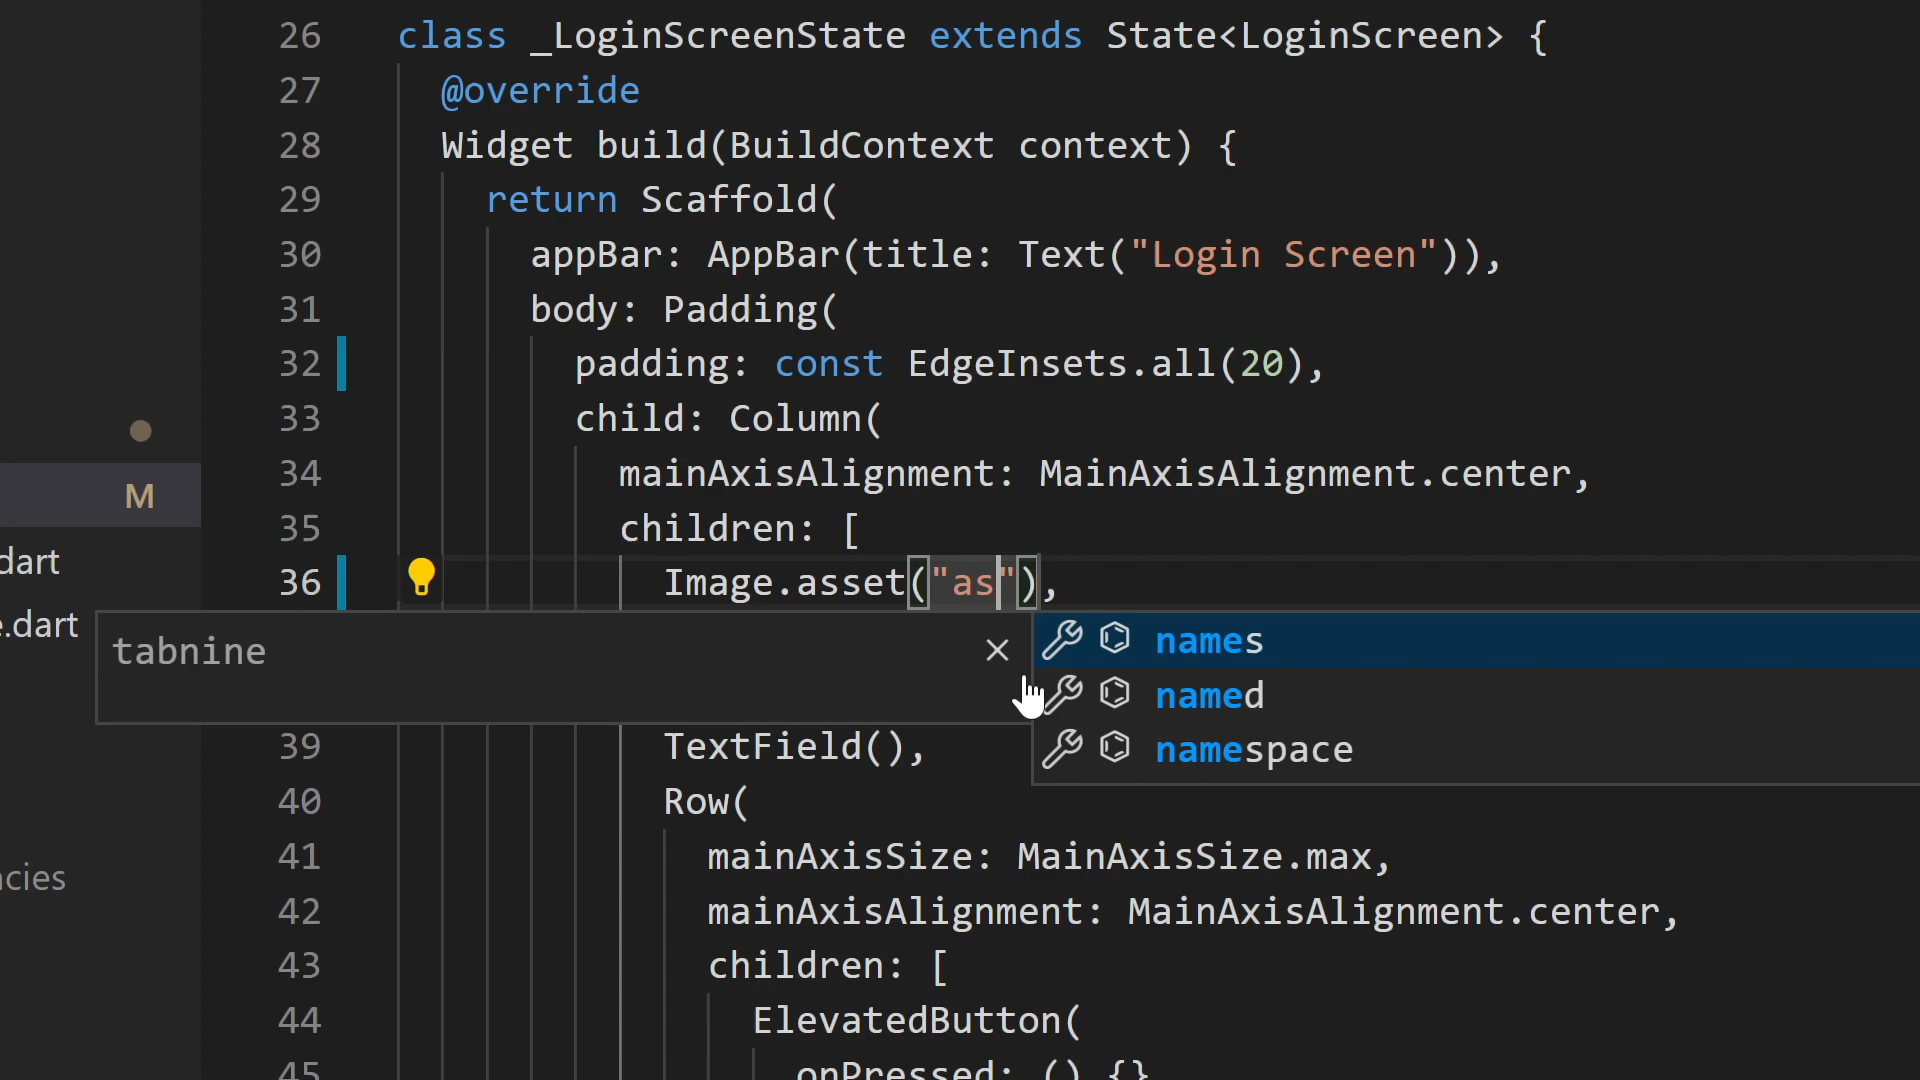 26 class _LoginScreenState extends State<LoginScreen> {
27 @override
28 Widget build(BuildContext context) {
29 return Scaffold(
30 appBar: AppBar(title: Text("Login Screen")),
31 body: Padding(
32 padding: const EdgeInsets.all(20),
33 child: Column(
34 mainAxisAlignment: MainAxisAlignment.center,
M
35 children: [
dart
36 Image.asset("as"),
e.dart
tabnine
names
named
namespace
39 TextField(),
40 Row(
41 mainAxisSize: MainAxisSize.max,
cies
42 mainAxisAlignment: MainAxisAlignment.center,
43 children: [
44 ElevatedButton(
45 onPressed: () {}